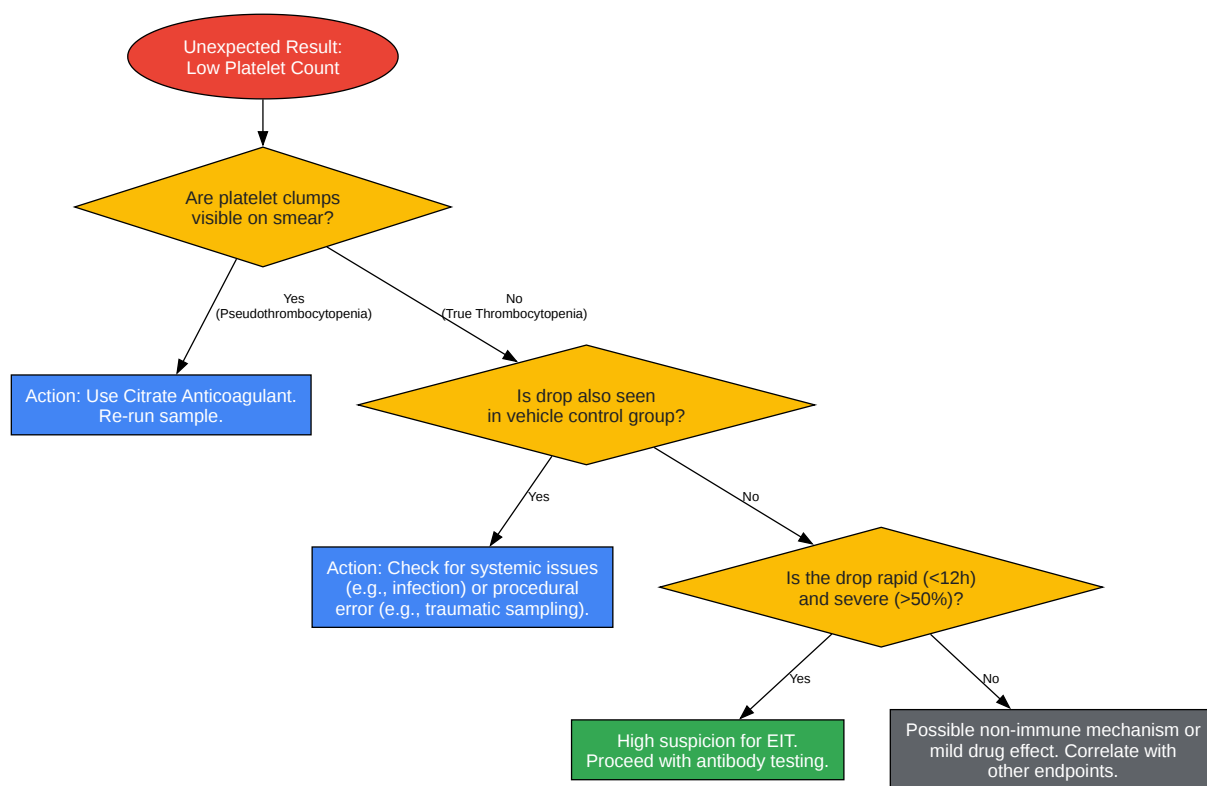 Unexpected Result:
Low Platelet Count
Are platelet clumps
visible on smear?
Yes
(Pseudothrombocytopenia)
No
(True Thrombocytopenia)
Action: Use Citrate Anticoagulant.
Re-run sample.
Is drop also seen
in vehicle control group?
Yes
No
Action: Check for systemic issues
(e.g., infection) or procedural
error (e.g., traumatic sampling).
Is the drop rapid (<12h)
and severe (>50%)?
Yes
No
High suspicion for EIT.
Proceed with antibody testing.
Possible non-immune mechanism or
mild drug effect. Correlate with
other endpoints.